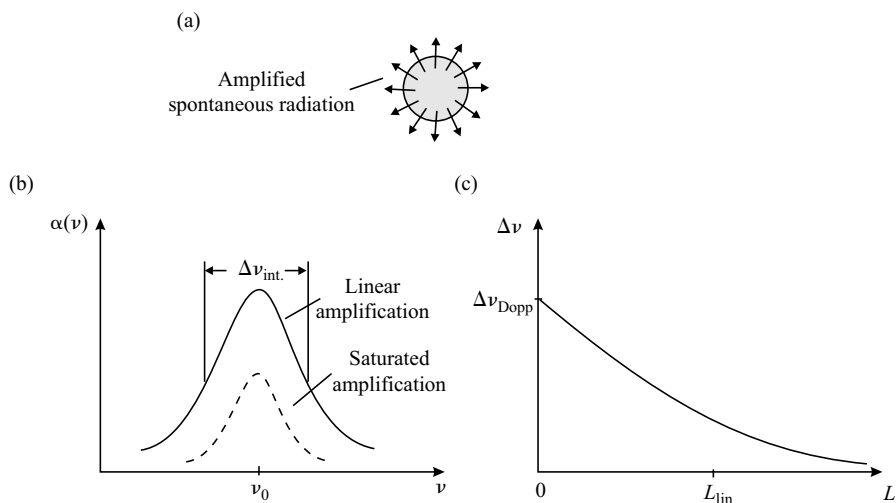 (a)
Amplified
spontaneous radiation
(b)
α(ν)
Δν_int.
Linear
amplification
Saturated
amplification
ν_0
ν
(c)
Δν
Δν_Dopp
0
L_lin
L